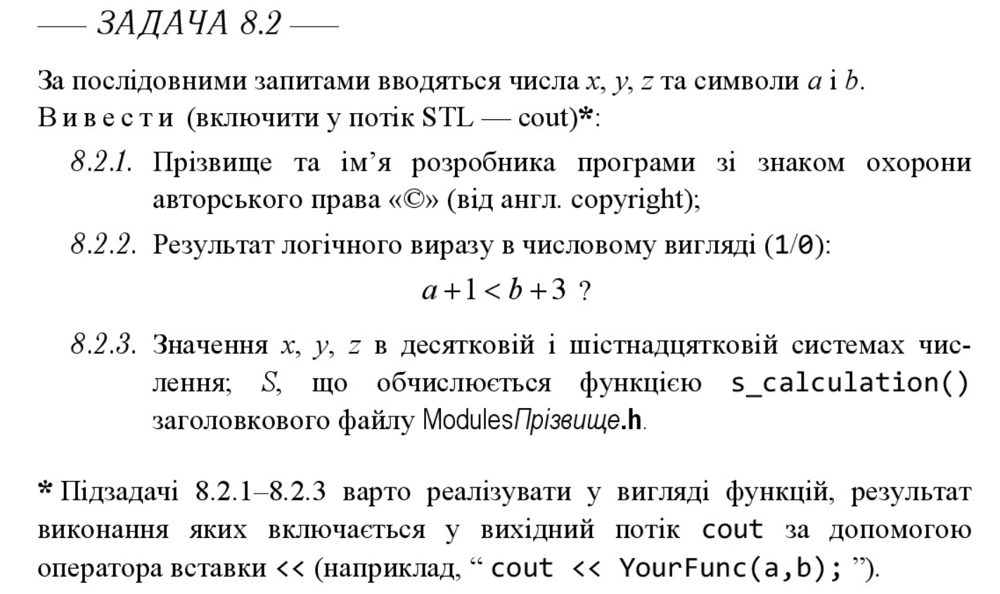 —— ЗАДАЧА 8.2 ——
За послідовними запитами вводяться числа x, y, z та символи a і b.
Вивести (включити у потік STL — cout)*:
8.2.1. Прізвище та ім’я розробника програми зі знаком охорони
авторського права «©» (від англ. copyright);
8.2.2. Результат логічного виразу в числовому вигляді (1/0):
a+1<b+3 ?
8.2.3. Значення x, y, z в десятковій і шістнадцятковій системах чис-
лення; S, що обчислюється функцією s_calculation()
заголовкового файлу ModulesПрізвище.h.
* Підзадачі 8.2.1–8.2.3 варто реалізувати у вигляді функцій, результат
виконання яких включається у вихідний потік cout за допомогою
оператора вставки << (наприклад, “ cout << YourFunc(a,b); ”).